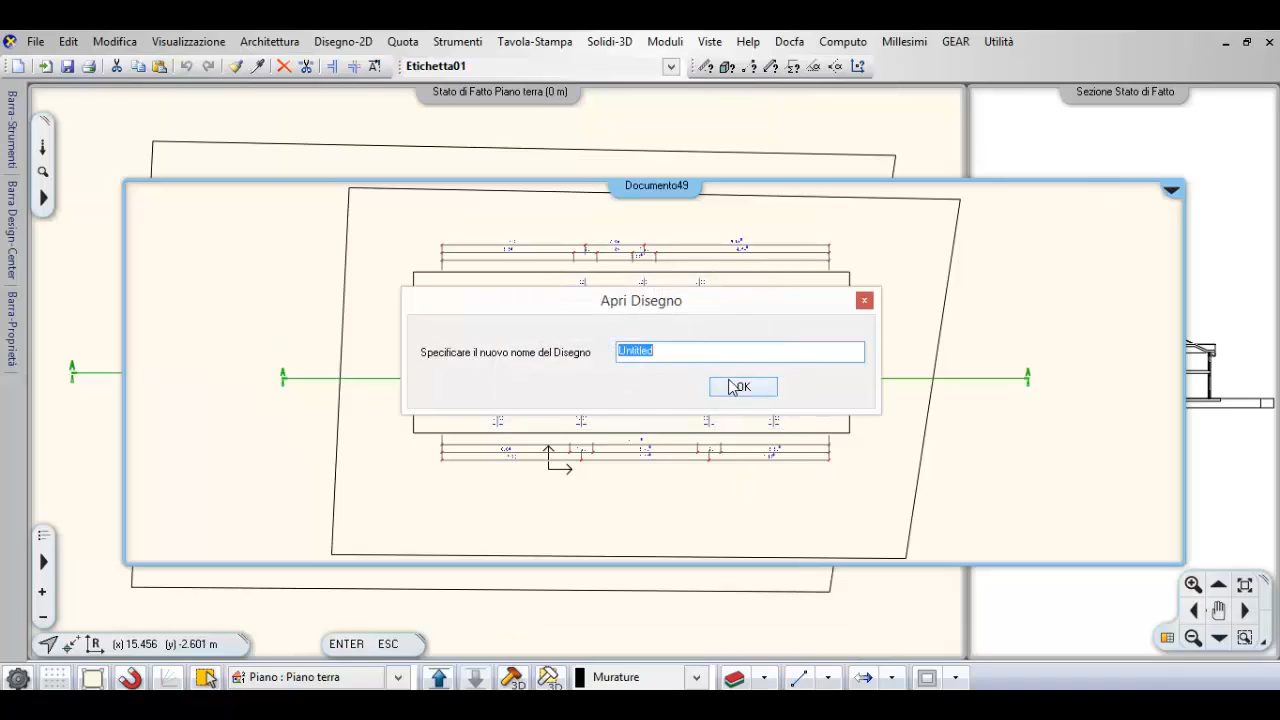 File Edit Modifica Visualizzazione Architettura Disegno-2D Quota Strumenti Tavola-Stampa Solidi-3D Moduli Viste Help Docfa Computo Millesimi GEAR Utilità
Etichetta01
Stato di Fatto Piano terra (0 m)
Sezione Stato di Fatto
Barra-Strumenti
Barra Design-Center
Barra-Proprietà
Documento49
Apri Disegno
Specificare il nuovo nome del Disegno
Untitled
OK
A
A
A
R
(x) 15.456 (y) -2.601 m
ENTER ESC
# Piano : Piano terra
3D
3D
Murature